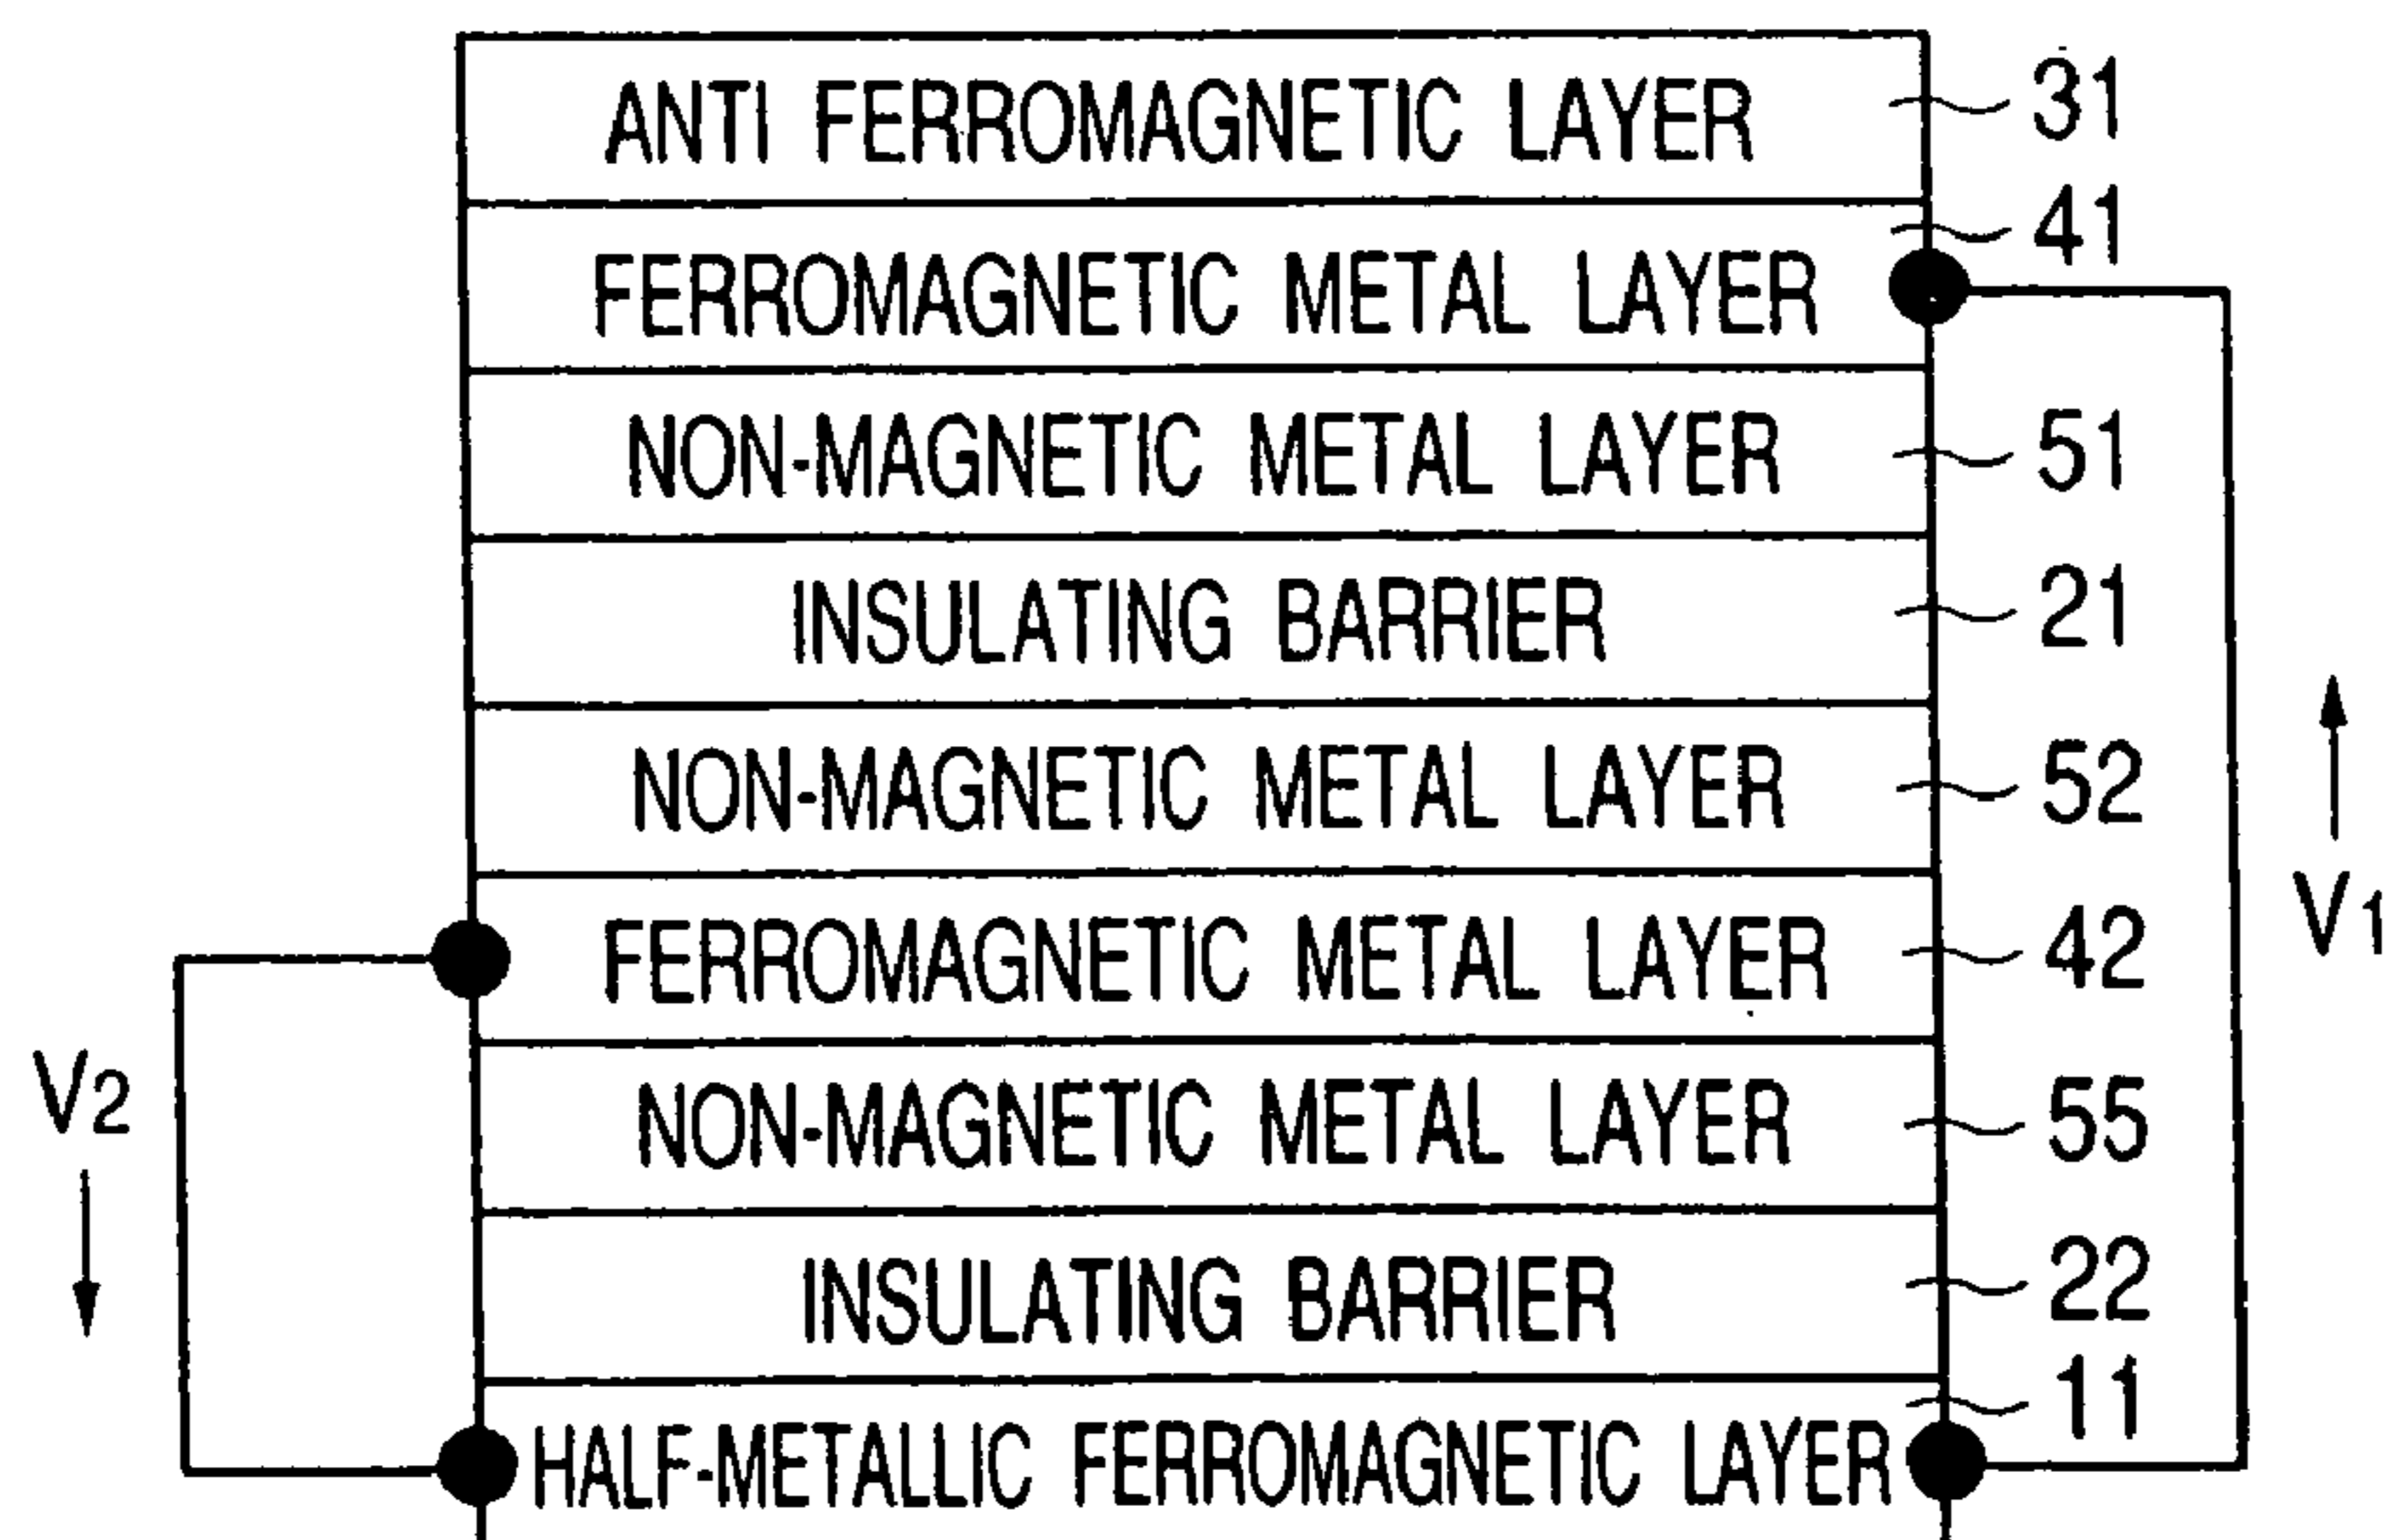 ANTI FERROMAGNETIC LAYER 31
41
FERROMAGNETIC METAL LAYER
NON-MAGNETIC METAL LAYER 51
INSULATING BARRIER 21
NON-MAGNETIC METAL LAYER 52
V1
FERROMAGNETIC METAL LAYER 42
V2
NON-MAGNETIC METAL LAYER 55
INSULATING BARRIER 22
11
HALF-METALLIC FERROMAGNETIC LAYER